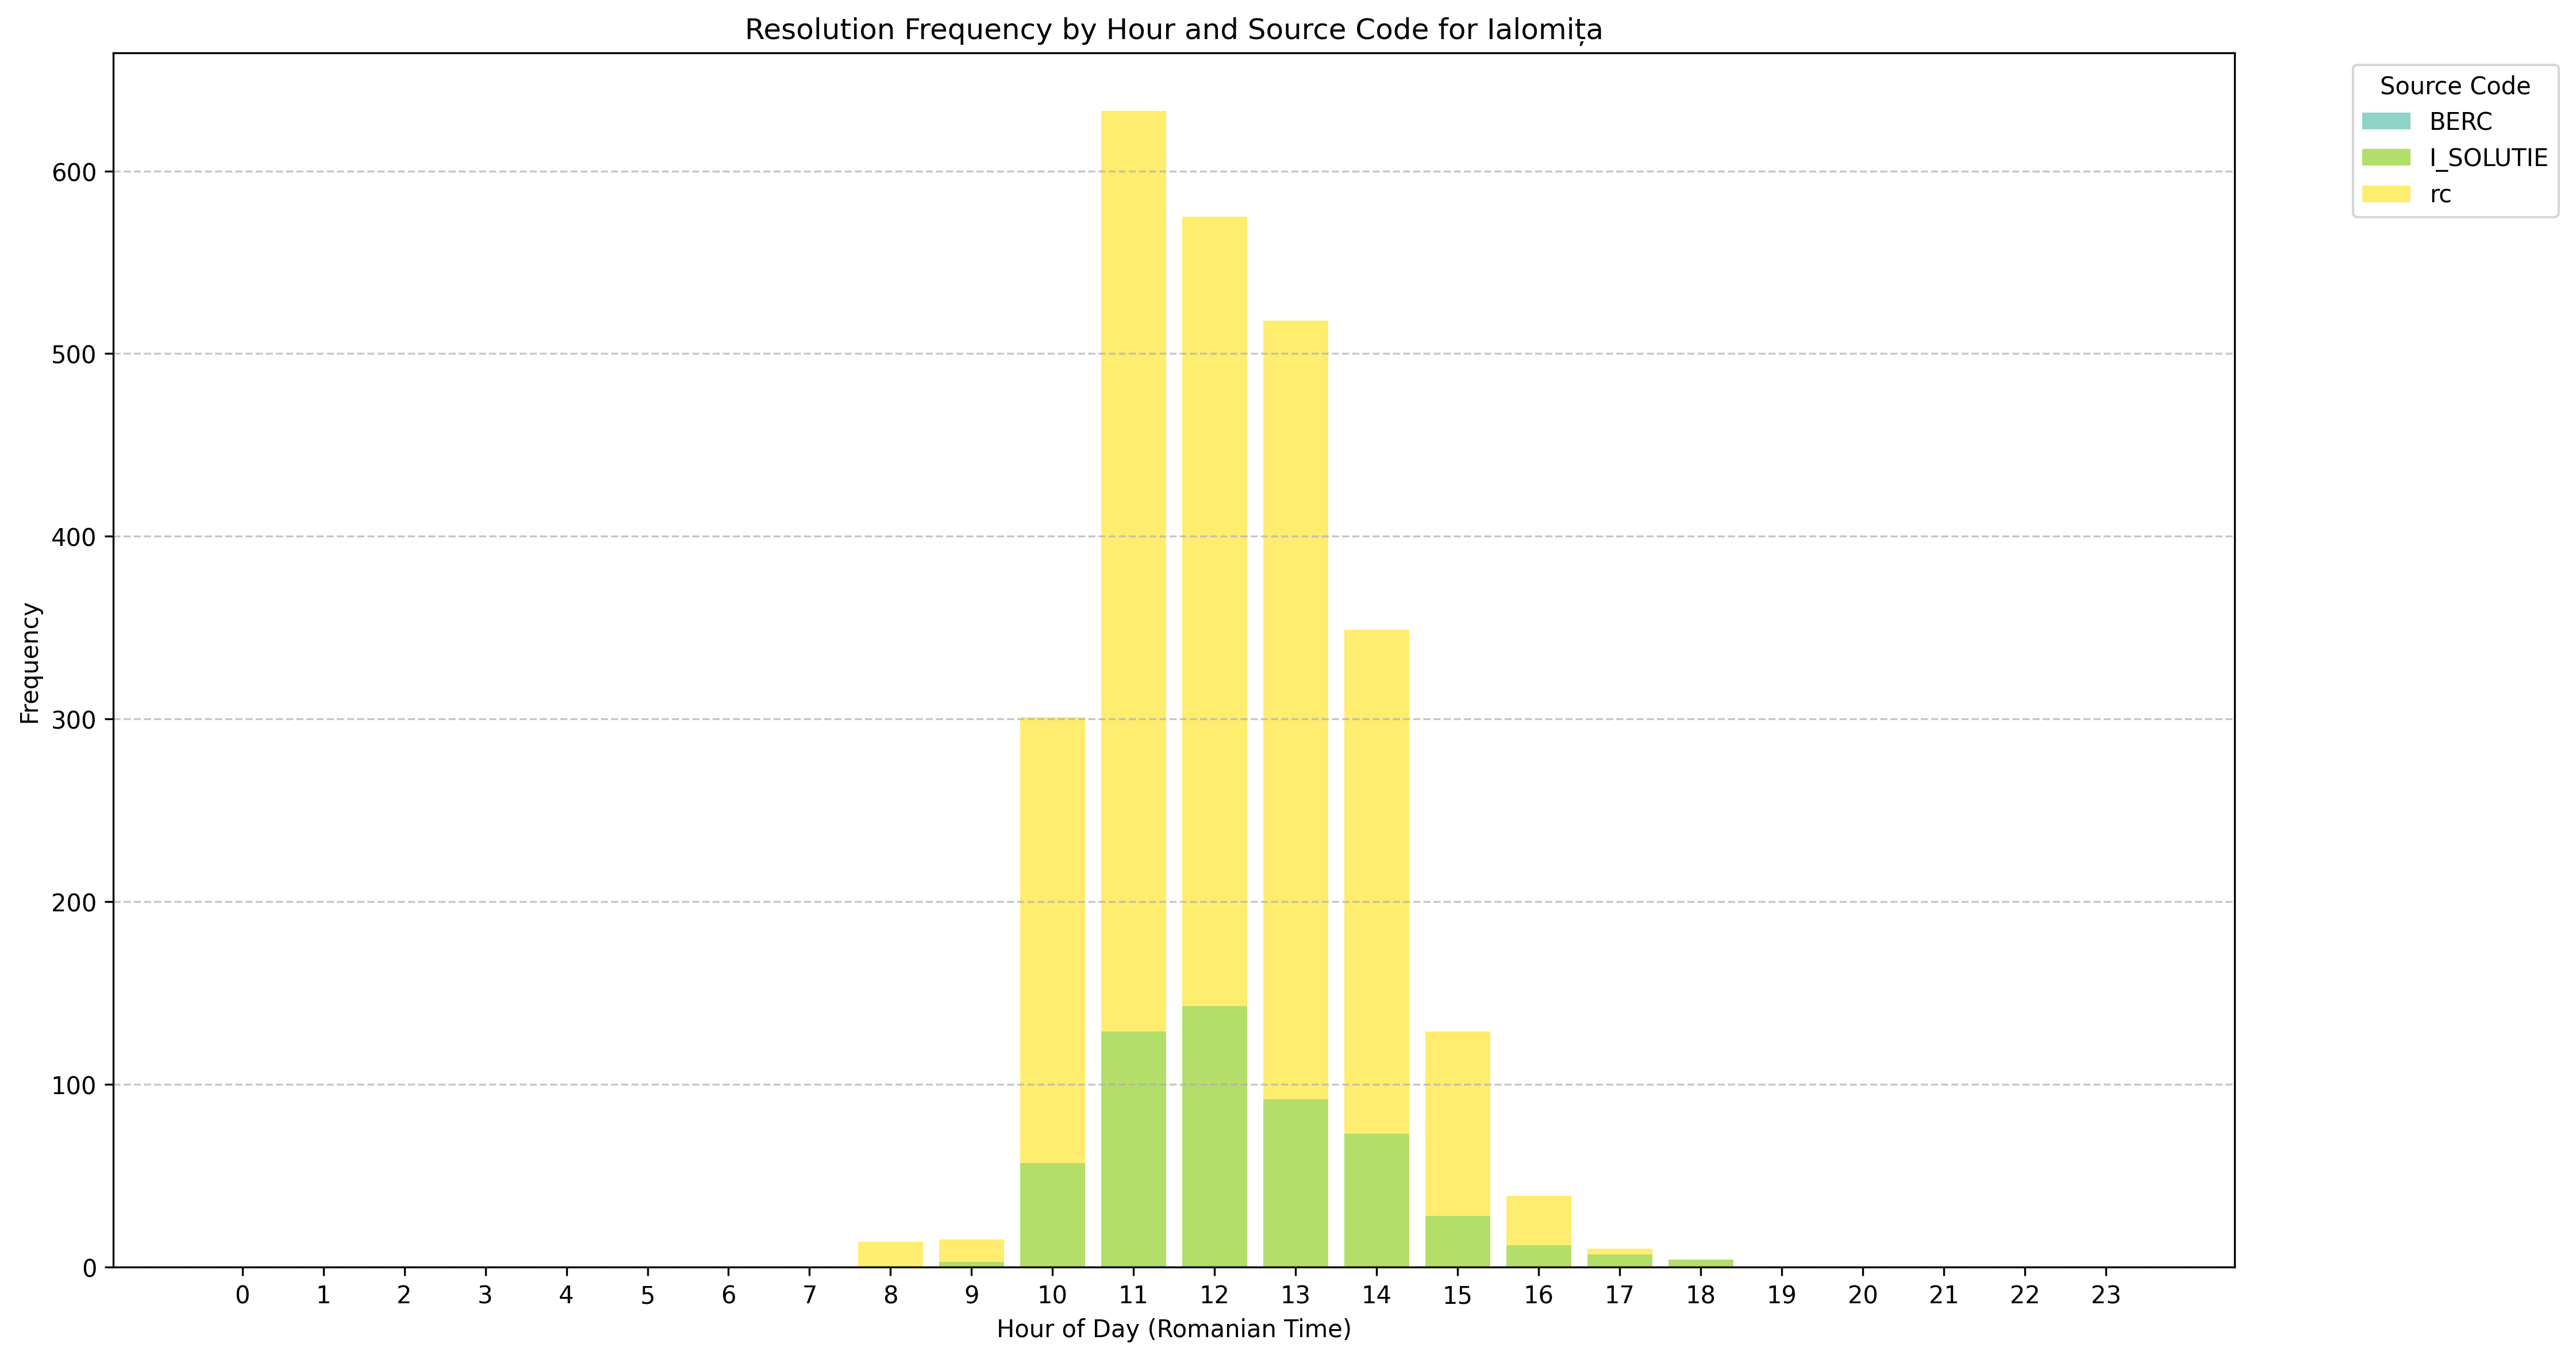 Resolution Frequency by Hour and Source Code for Ialomița
Source Code
BERC
I_SOLUTIE
rc
Frequency
600
500
400
300
200
100
0
0 1 2 3 4 5 6 7 8 9 10 11 12 13 14 15 16 17 18 19 20 21 22 23
Hour of Day (Romanian Time)